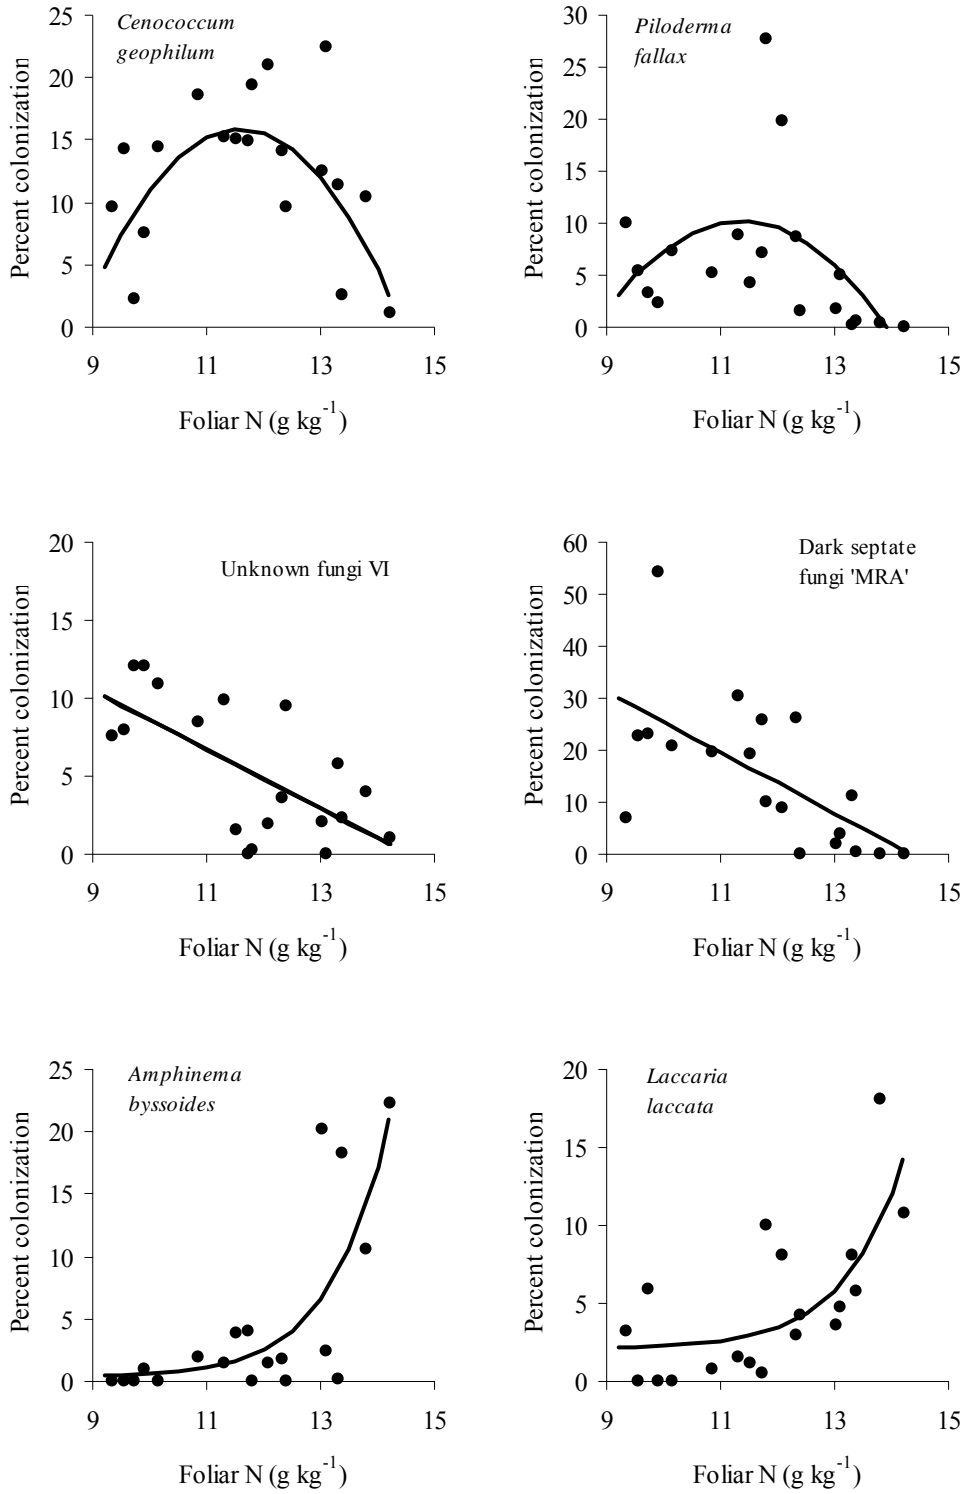 Cenococcum
geophilum
Percent colonization
25
20
15
10
5
0
9 11 13 15
Foliar N (g kg-1)
Piloderma
fallax
Percent colonization
30
25
20
15
10
5
0
9 11 13 15
Foliar N (g kg-1)
Unknown fungi VI
Percent colonization
20
15
10
5
0
9 11 13 15
Foliar N (g kg-1)
Dark septate
fungi 'MRA'
Percent colonization
60
50
40
30
20
10
0
9 11 13 15
Foliar N (g kg-1)
Amphinema
byssoides
Percent colonization
25
20
15
10
5
0
9 11 13 15
Foliar N (g kg-1)
Laccaria
laccata
Percent colonization
20
15
10
5
0
9 11 13 15
Foliar N (g kg-1)